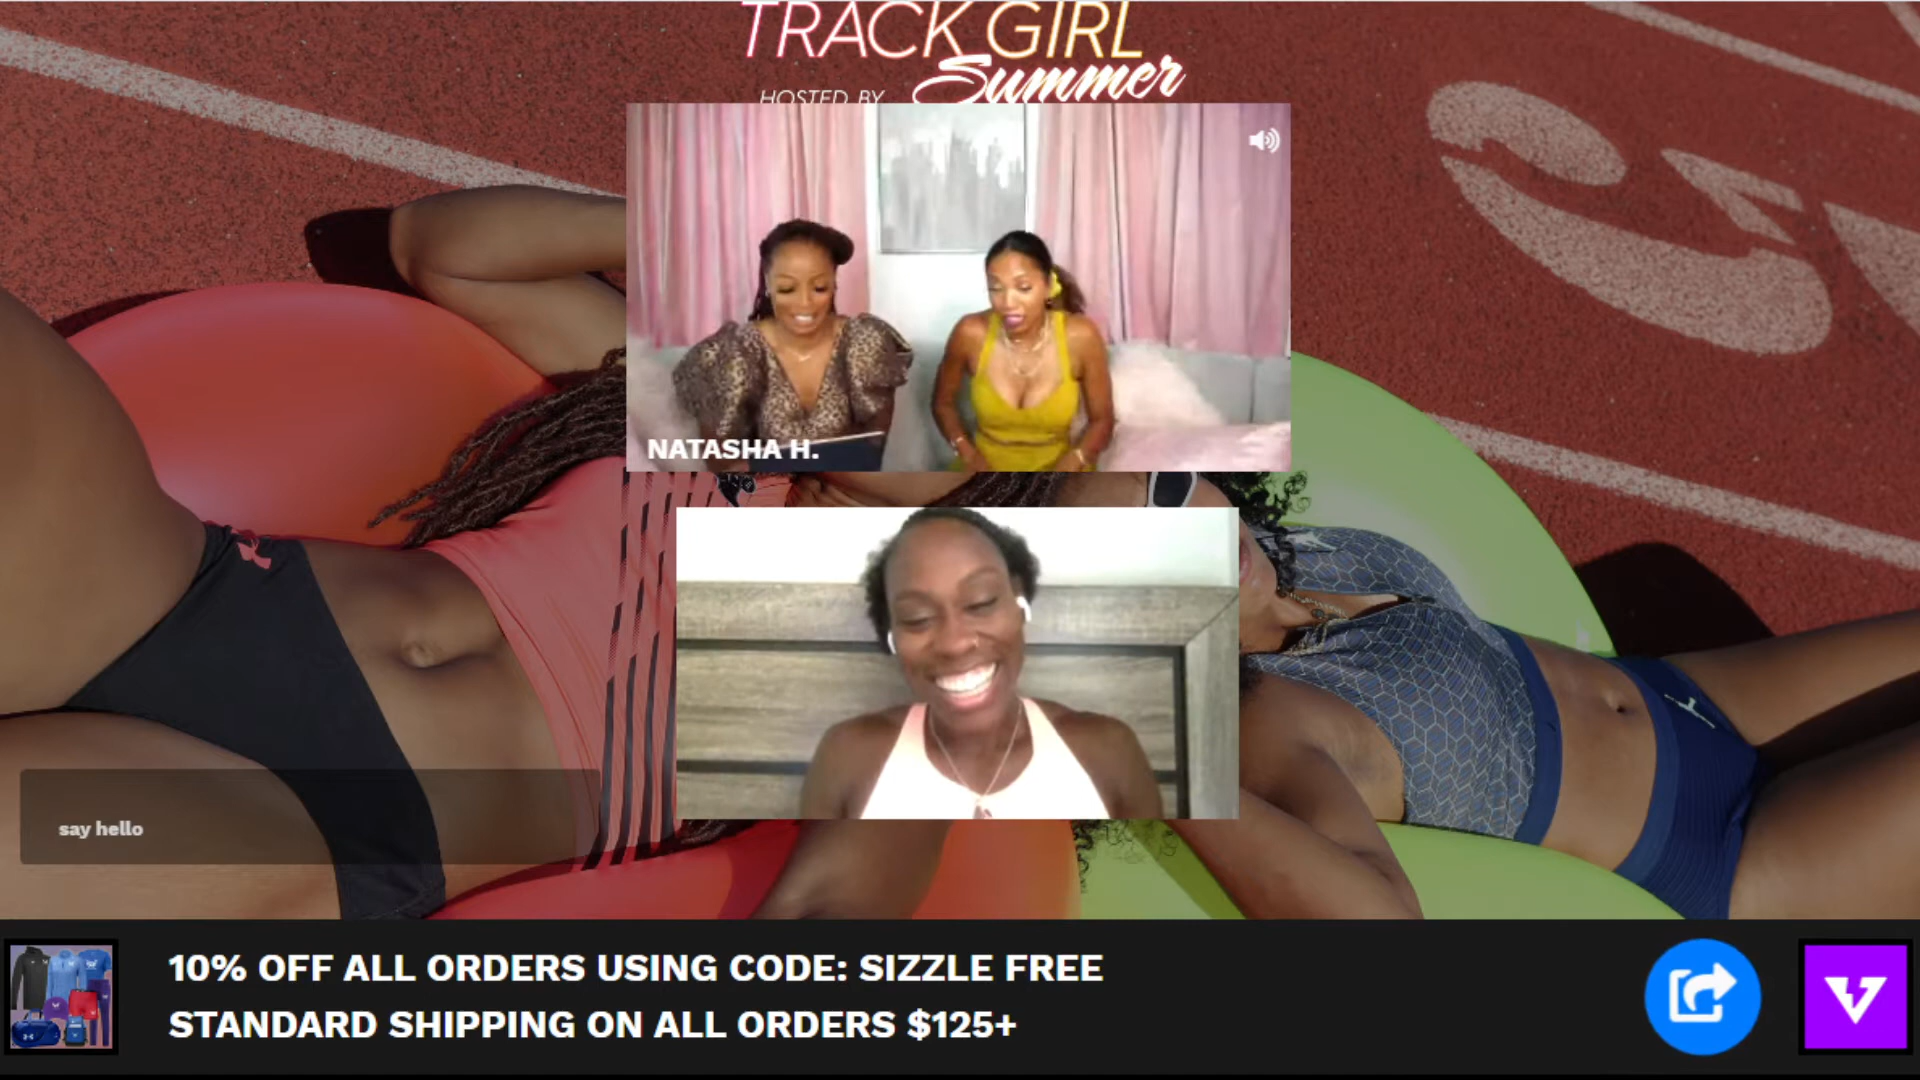 TRACK GIRL
Summer
HOSTED BY
NATASHA H.
say hello
10% OFF ALL ORDERS USING CODE: SIZZLE FREE
STANDARD SHIPPING ON ALL ORDERS $125+